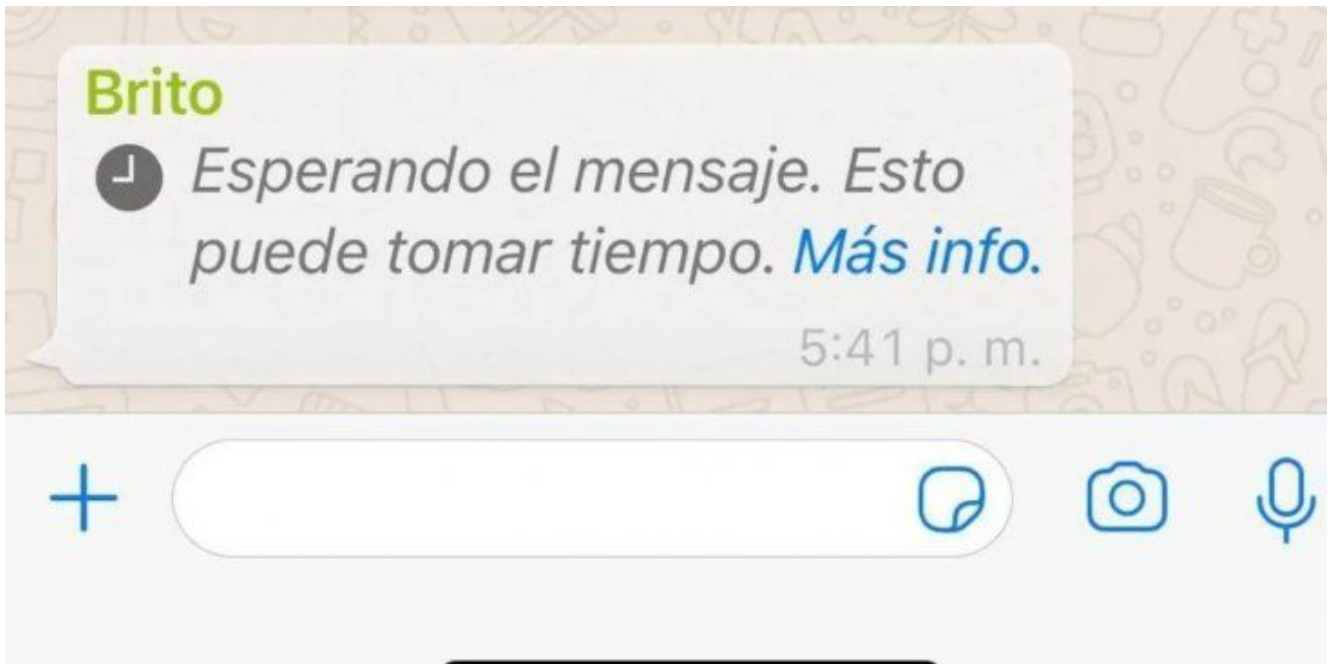 Brito
Esperando el mensaje. Esto
puede tomar tiempo. Más info.
5:41 p. m.